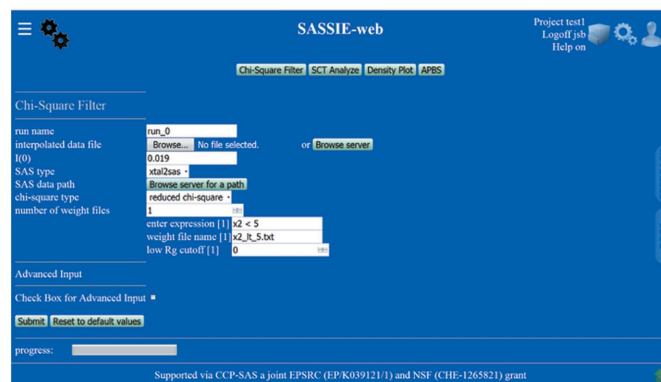 SASSIE-web
Project test1
Logoff jsb
Help on
Chi-Square Filter SCT Analyze Density Plot APBS
Chi-Square Filter
run name run_0
interpolated data file Browse... No file selected. or Browse server
I(0) 0.019
SAS type xtal2sas
SAS data path Browse server for a path
chi-square type reduced chi-square
number of weight files 1
enter expression [1] x2 < 5
weight file name [1] x2_lt_5.txt
low Rg cutoff [1] 0
Advanced Input
Check Box for Advanced Input
Submit Reset to default values
progress:
Supported via CCP-SAS a joint EPSRC (EP/K039121/1) and NSF (CHE-1265821) grant